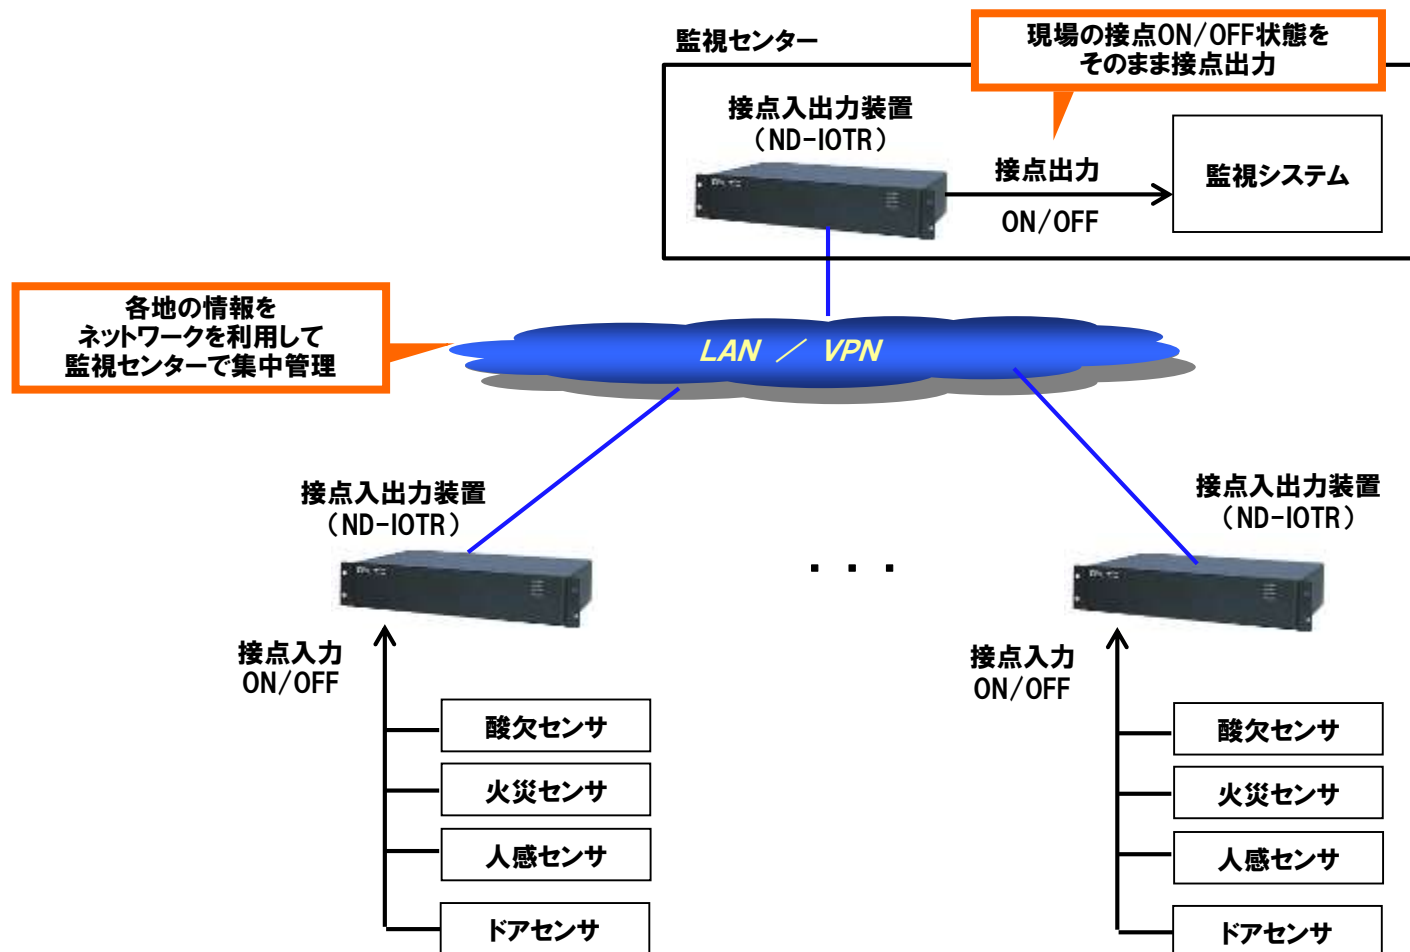 監視センター
現場の接点ON/OFF状態を
そのまま接点出力
接点入出力装置
（ND-IOTR）
接点出力
ON/OFF
監視システム
各地の情報を
ネットワークを利用して
監視センターで集中管理
LAN ／ VPN
接点入出力装置
（ND-IOTR）
・・・
接点入出力装置
（ND-IOTR）
接点入力
ON/OFF
酸欠センサ
火災センサ
人感センサ
ドアセンサ
接点入力
ON/OFF
酸欠センサ
火災センサ
人感センサ
ドアセンサ